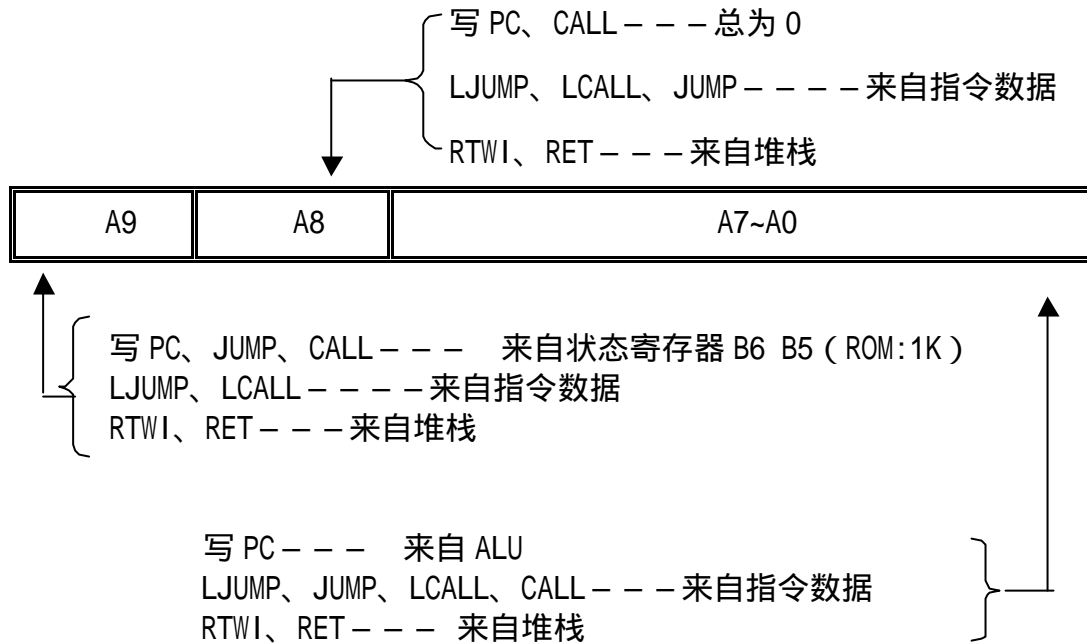 写 PC、CALL－－－总为 0
LJUMP、LCALL、JUMP－－－－来自指令数据
RTWI、RET－－－来自堆栈
A9 A8 A7~A0
写 PC、JUMP、CALL－－－ 来自状态寄存器 B6 B5（ROM:1K）
LJUMP、LCALL－－－－来自指令数据
RTWI、RET－－－来自堆栈
写 PC－－－ 来自 ALU
LJUMP、JUMP、LCALL、CALL－－－来自指令数据
RTWI、RET－－－ 来自堆栈